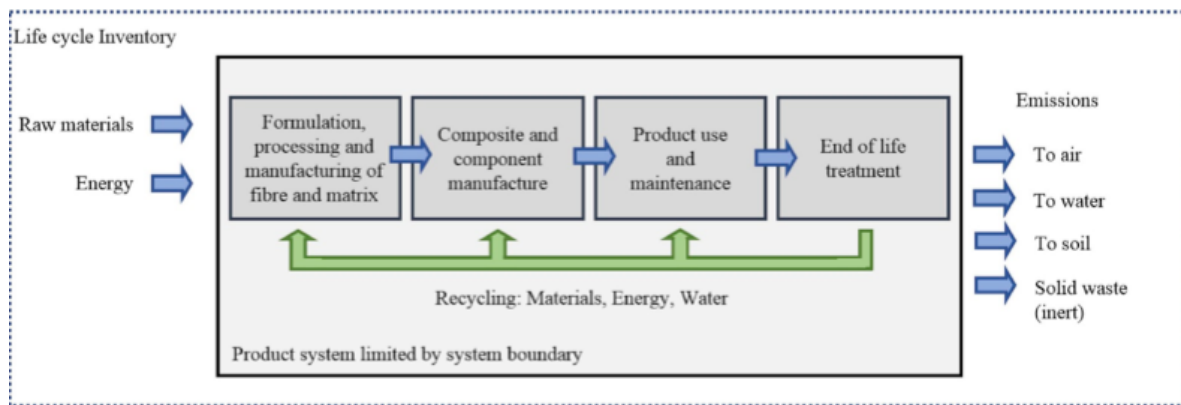 Life cycle Inventory
Raw materials
Energy
Formulation,
processing and
manufacturing of
fibre and matrix
Composite and
component
manufacture
Product use
and
maintenance
End of life
treatment
Recycling: Materials, Energy, Water
Product system limited by system boundary
Emissions
To air
To water
To soil
Solid waste
(inert)